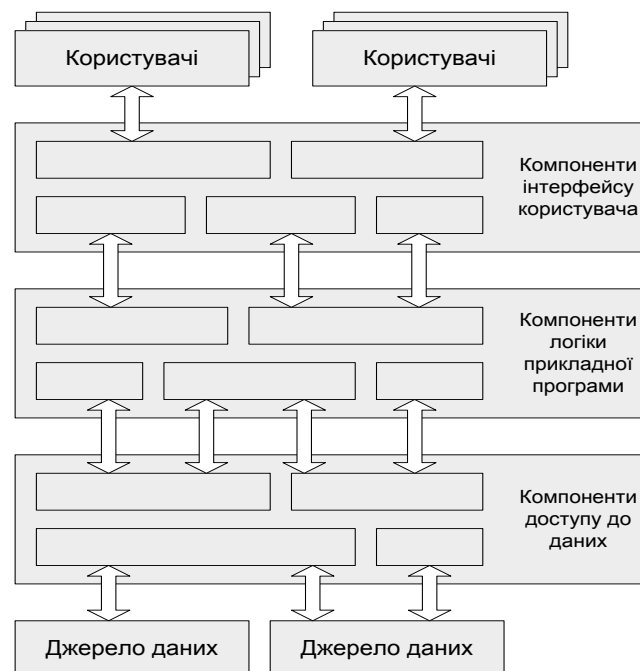 Користувачі
Користувачі
Компоненти
інтерфейсу
користувача
Компоненти
логіки
прикладної
програми
Компоненти
доступу до
даних
Джерело даних
Джерело даних